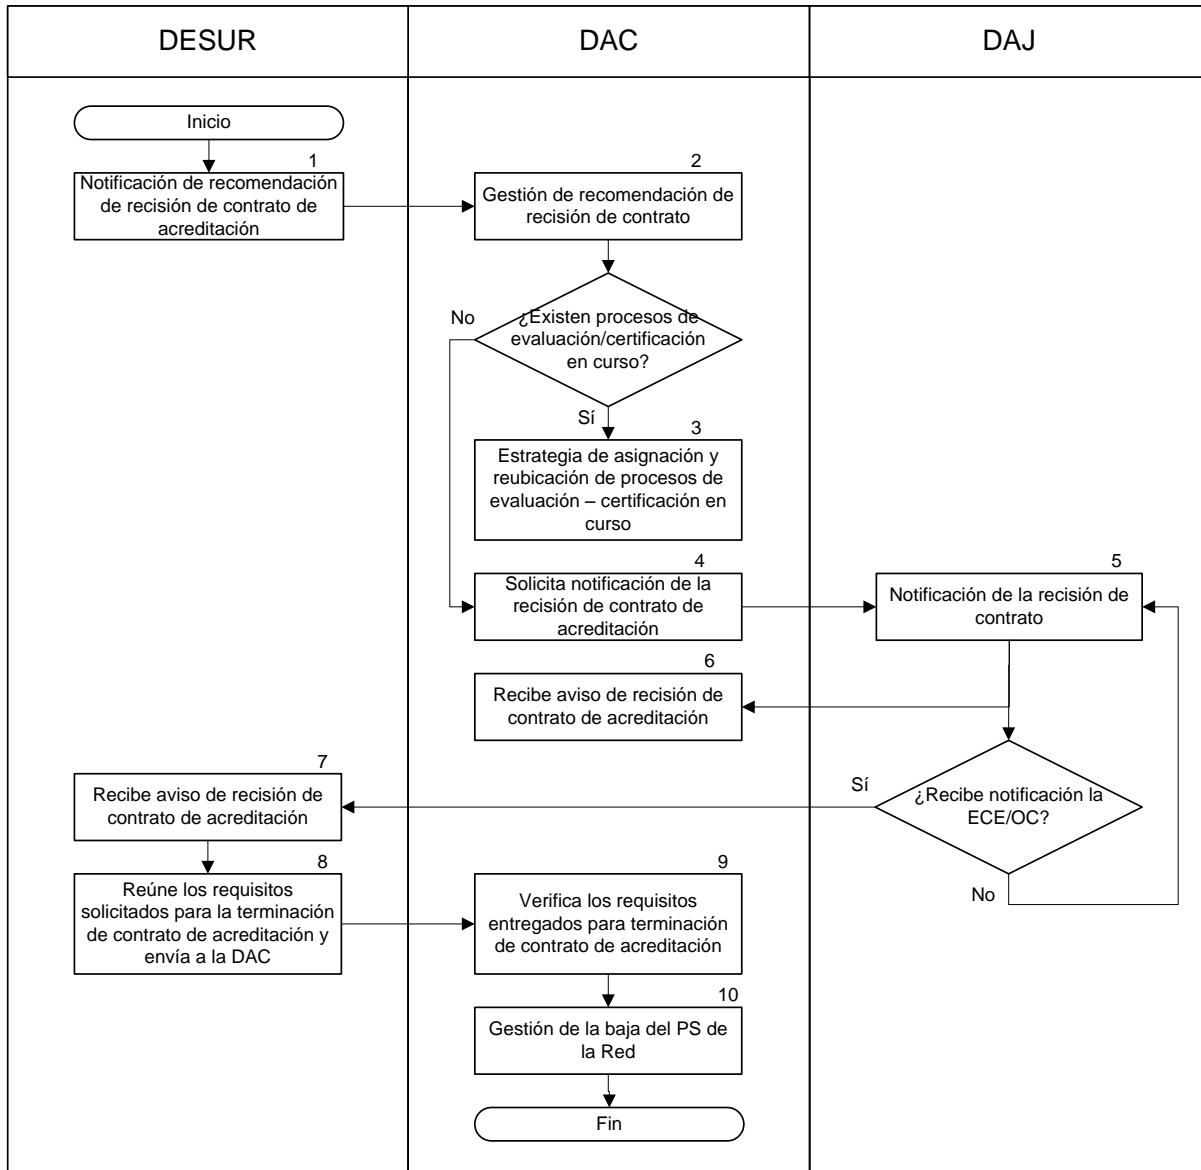 DESUR
DAC
DAJ
Inicio
1
Notificación de recomendación
de recisión de contrato de
acreditación
2
Gestión de recomendación de
recisión de contrato
¿Existen procesos de
evaluación/certificación
en curso?
No
Sí
3
Estrategia de asignación y
reubicación de procesos de
evaluación – certificación en
curso
4
Solicita notificación de la
recisión de contrato de
acreditación
5
Notificación de la recisión de
contrato
6
Recibe aviso de recisión de
contrato de acreditación
¿Recibe notificación la
ECE/OC?
Sí
No
7
Recibe aviso de recisión de
contrato de acreditación
8
Reúne los requisitos
solicitados para la terminación
de contrato de acreditación y
envía a la DAC
9
Verifica los requisitos
entregados para terminación
de contrato de acreditación
10
Gestión de la baja del PS de
la Red
Fin